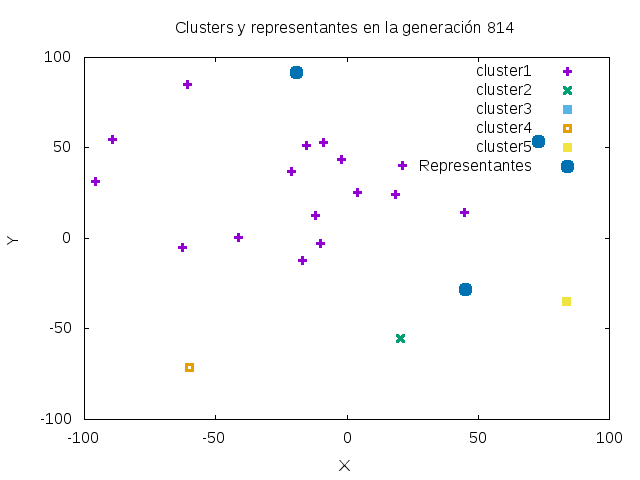 Clusters y representantes en la generación 814
100
50
0
-50
-100
Y
cluster1
cluster2
cluster3
cluster4
cluster5
Representantes
-100 -50 0 50 100
X